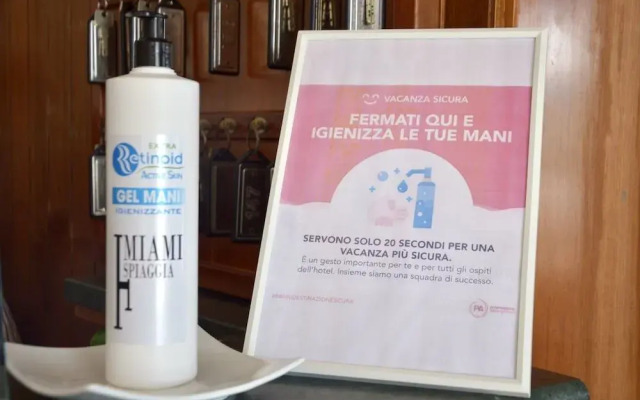 EXTRA
Retinoid
ACTIVE SKIN
GEL MANI
IGIENIZZANTE
MIAMI
SPIAGGIA
VACANZA SICURA
FERMATI QUI E
IGIENIZZA LE TUE MANI
SERVONO SOLO 20 SECONDI PER UNA
VACANZA PIÙ SICURA.
È un gesto importante per te e per tutti gli ospiti
dell'hotel. Insieme siamo una squadra di successo.
PA